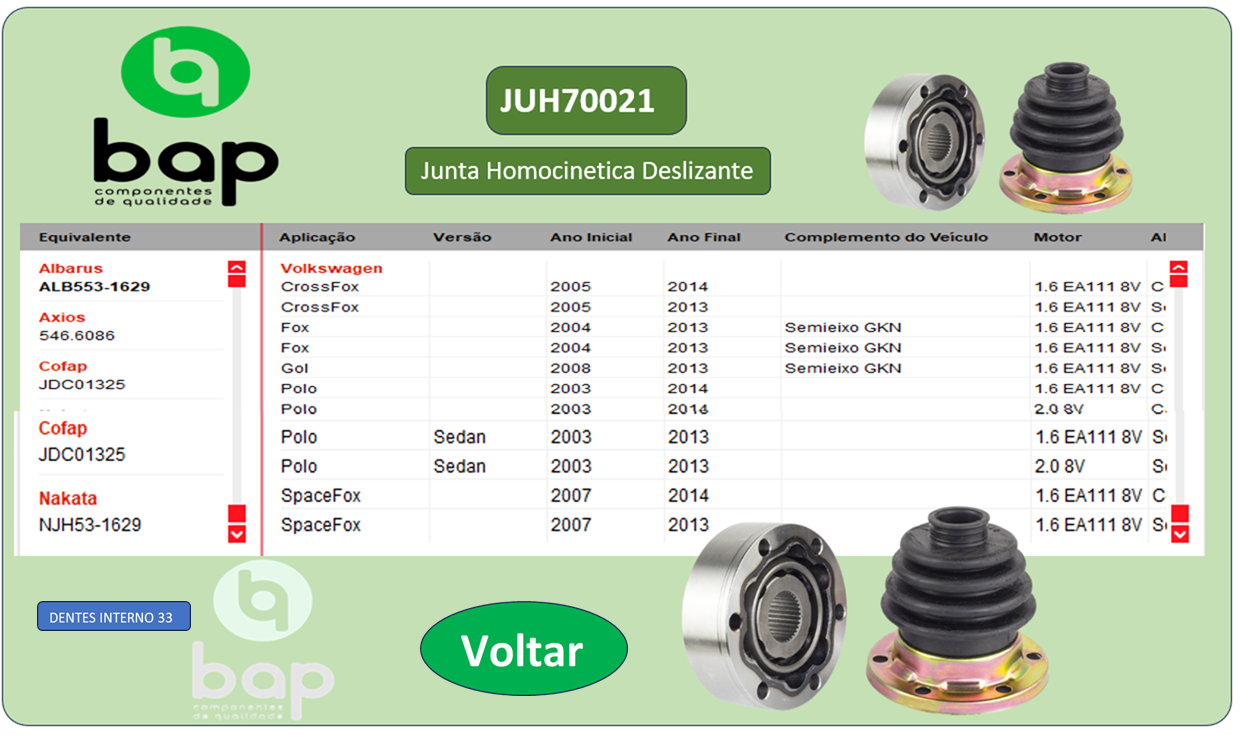 bap
componentes
de qualidade
JUH70021
Junta Homocinetica Deslizante
Equivalente Aplicação Versão Ano Inicial Ano Final Complemento do Veículo Motor
Albarus
ALB553-1629
Axios
546.6086
Cofap
JDC01325
Cofap
JDC01325
Nakata
NJH53-1629
Volkswagen
CrossFox 2005 2014 1.6 EA111 8V C
CrossFox 2005 2013 1.6 EA111 8V
Fox 2004 2013 Semieixo GKN 1.6 EA111 8V C
Fox 2004 2013 Semieixo GKN 1.6 EA111 8V
Gol 2008 2013 Semieixo GKN 1.6 EA111 8V
Polo 2003 2014 1.6 EA111 8V C
Polo 2003 2014 2.0 8V C
Polo Sedan 2003 2013 1.6 EA111 8V
Polo Sedan 2003 2013 2.0 8V
SpaceFox 2007 2014 1.6 EA111 8V C
SpaceFox 2007 2013 1.6 EA111 8V
DENTES INTERNO 33
bap
componentes
de qualidade
Voltar